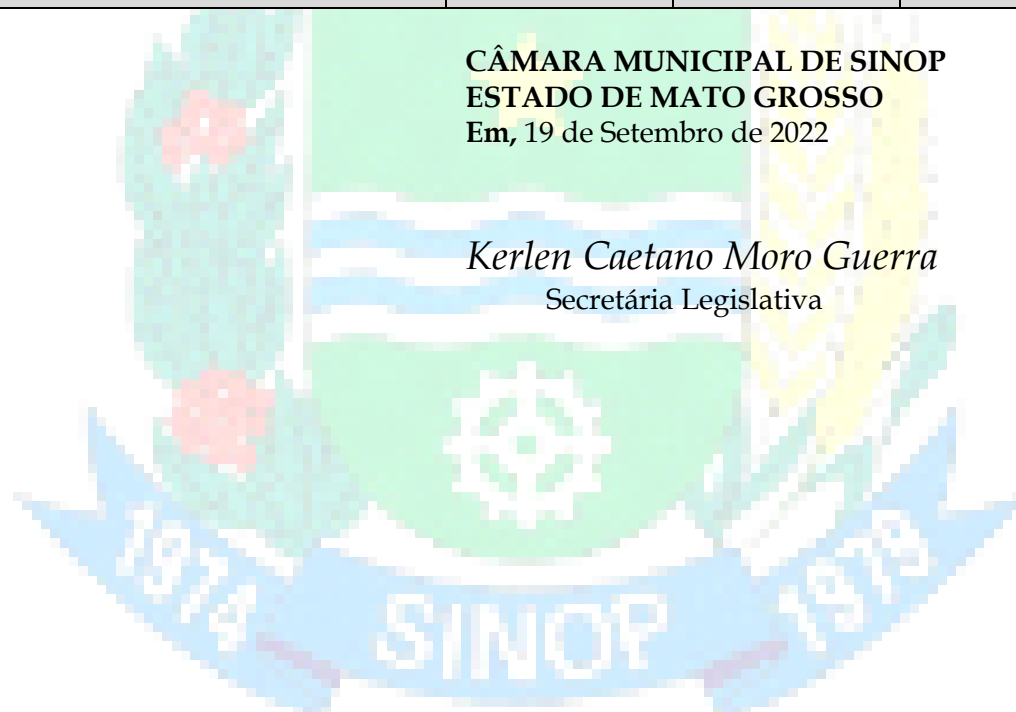 CÂMARA MUNICIPAL DE SINOP
ESTADO DE MATO GROSSO
Em, 19 de Setembro de 2022
Kerlen Caetano Moro Guerra
Secretária Legislativa
1974
SINOP
1979